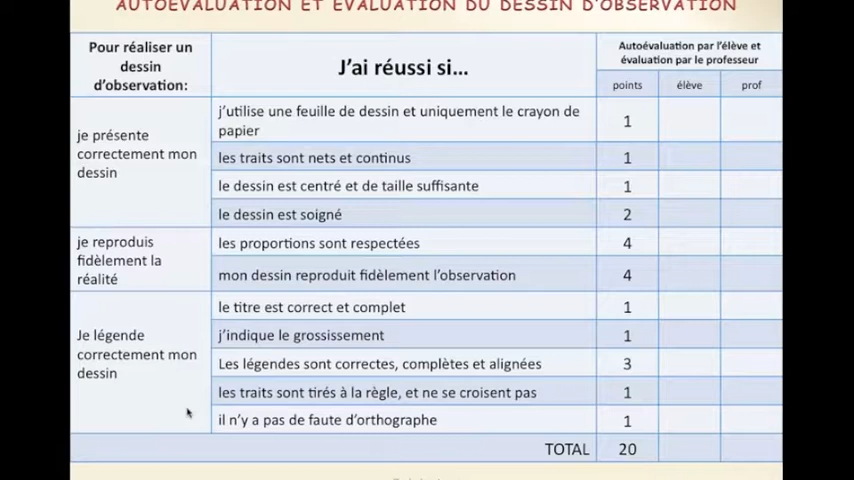 AUTOEVALUATION ET EVALUATION DU DESSIN D'OBSERVATION
Pour réaliser un
dessin
d'observation:
J'ai réussi si...
Autoévaluation par l'élève et
évaluation par le professeur
points élève prof
je présente
correctement mon
dessin
j'utilise une feuille de dessin et uniquement le crayon de
papier
1
les traits sont nets et continus 1
le dessin est centré et de taille suffisante 1
le dessin est soigné 2
je reproduis
fidèlement la
réalité
les proportions sont respectées 4
mon dessin reproduit fidèlement l'observation 4
Je légende
correctement mon
dessin
le titre est correct et complet 1
j'indique le grossissement 1
Les légendes sont correctes, complètes et alignées 3
les traits sont tirés à la règle, et ne se croisent pas 1
il n'y a pas de faute d'orthographe 1
TOTAL 20